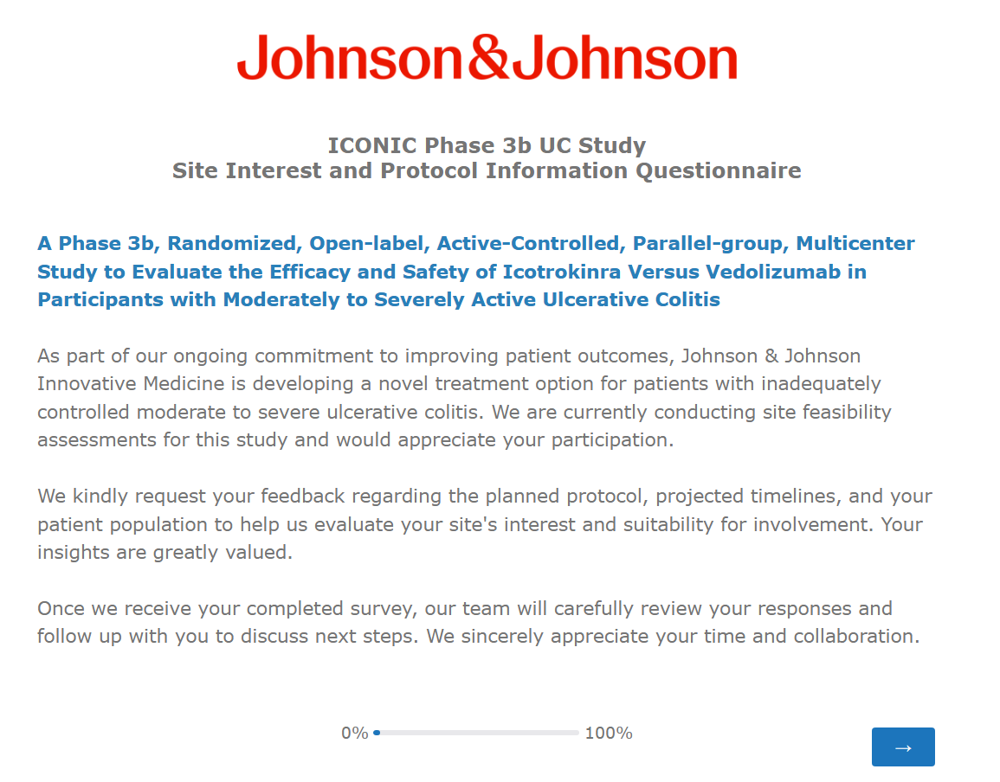 Johnson&Johnson
ICONIC Phase 3b UC Study
Site Interest and Protocol Information Questionnaire
A Phase 3b, Randomized, Open-label, Active-Controlled, Parallel-group, Multicenter
Study to Evaluate the Efficacy and Safety of Icotrokinra Versus Vedolizumab in
Participants with Moderately to Severely Active Ulcerative Colitis
As part of our ongoing commitment to improving patient outcomes, Johnson & Johnson
Innovative Medicine is developing a novel treatment option for patients with inadequately
controlled moderate to severe ulcerative colitis. We are currently conducting site feasibility
assessments for this study and would appreciate your participation.
We kindly request your feedback regarding the planned protocol, projected timelines, and your
patient population to help us evaluate your site's interest and suitability for involvement. Your
insights are greatly valued.
Once we receive your completed survey, our team will carefully review your responses and
follow up with you to discuss next steps. We sincerely appreciate your time and collaboration.
0% 100%
→